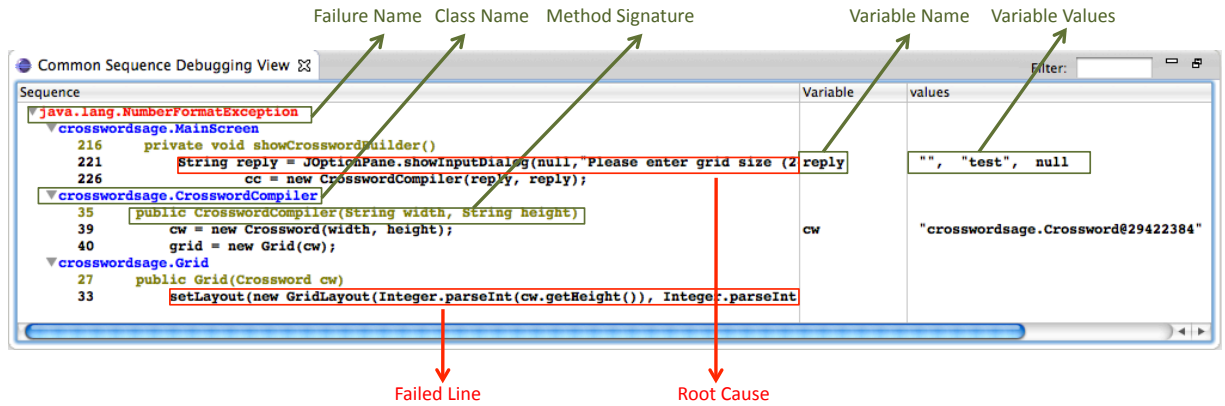 Failure Name Class Name Method Signature Variable Name Variable Values
Common Sequence Debugging View Filter:
Sequence Variable values
java.lang.NumberFormatException
crosswordsage.MainScreen
216 private void showCrosswordBuilder()
221 String reply = JOptionPane.showInputDialog(null,"Please enter grid size (2 reply "", "test", null
226 cc = new CrosswordCompiler(reply, reply);
crosswordsage.CrosswordCompiler
35 public CrosswordCompiler(String width, String height)
39 cw = new Crossword(width, height); cw "crosswordsage.Crossword@29422384"
40 grid = new Grid(cw);
crosswordsage.Grid
27 public Grid(Crossword cw)
33 setLayout(new GridLayout(Integer.parseInt(cw.getHeight()), Integer.parseInt
Failed Line Root Cause